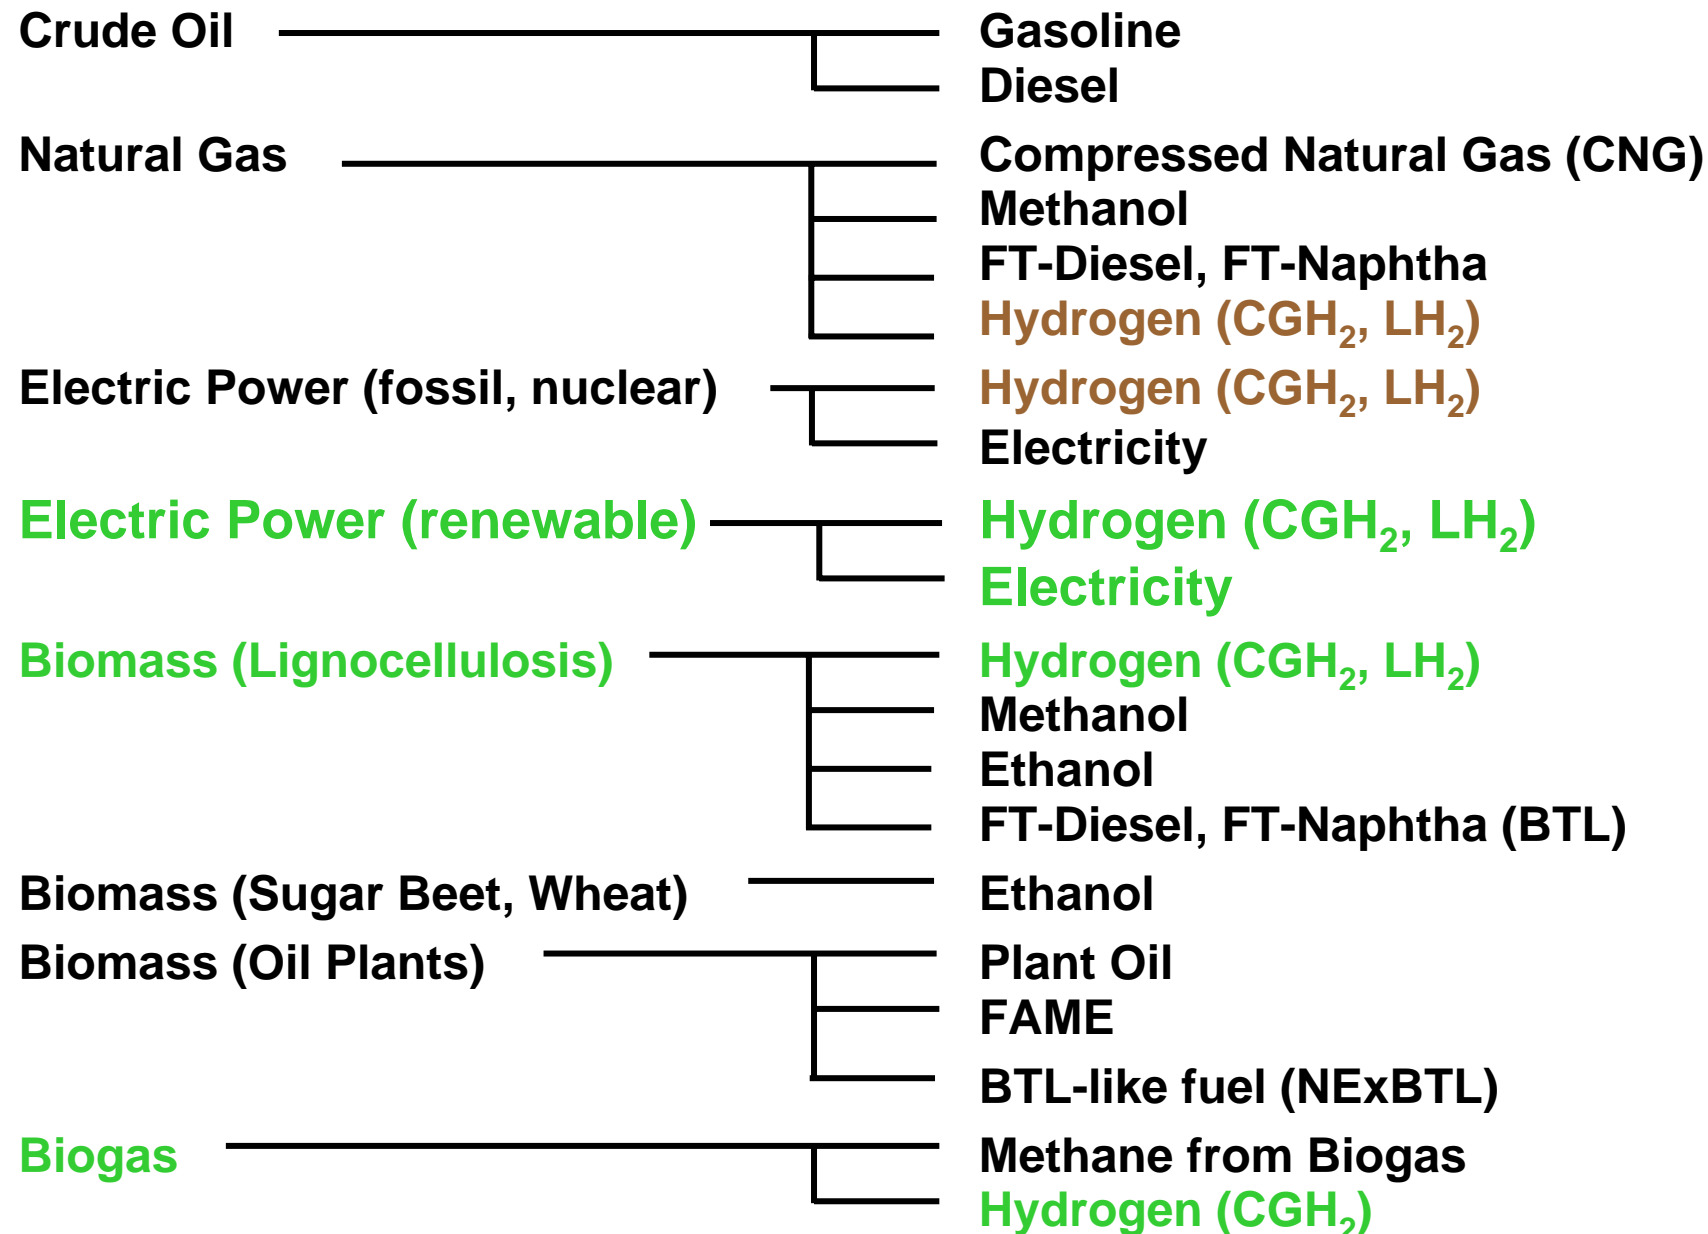 Crude Oil Gasoline
Diesel
Natural Gas Compressed Natural Gas (CNG)
Methanol
FT-Diesel, FT-Naphtha
Hydrogen (CGH₂, LH₂)
Electric Power (fossil, nuclear) Hydrogen (CGH₂, LH₂)
Electricity
Electric Power (renewable) Hydrogen (CGH₂, LH₂)
Electricity
Biomass (Lignocellulosis) Hydrogen (CGH₂, LH₂)
Methanol
Ethanol
FT-Diesel, FT-Naphtha (BTL)
Biomass (Sugar Beet, Wheat) Ethanol
Biomass (Oil Plants) Plant Oil
FAME
BTL-like fuel (NExBTL)
Biogas Methane from Biogas
Hydrogen (CGH₂)